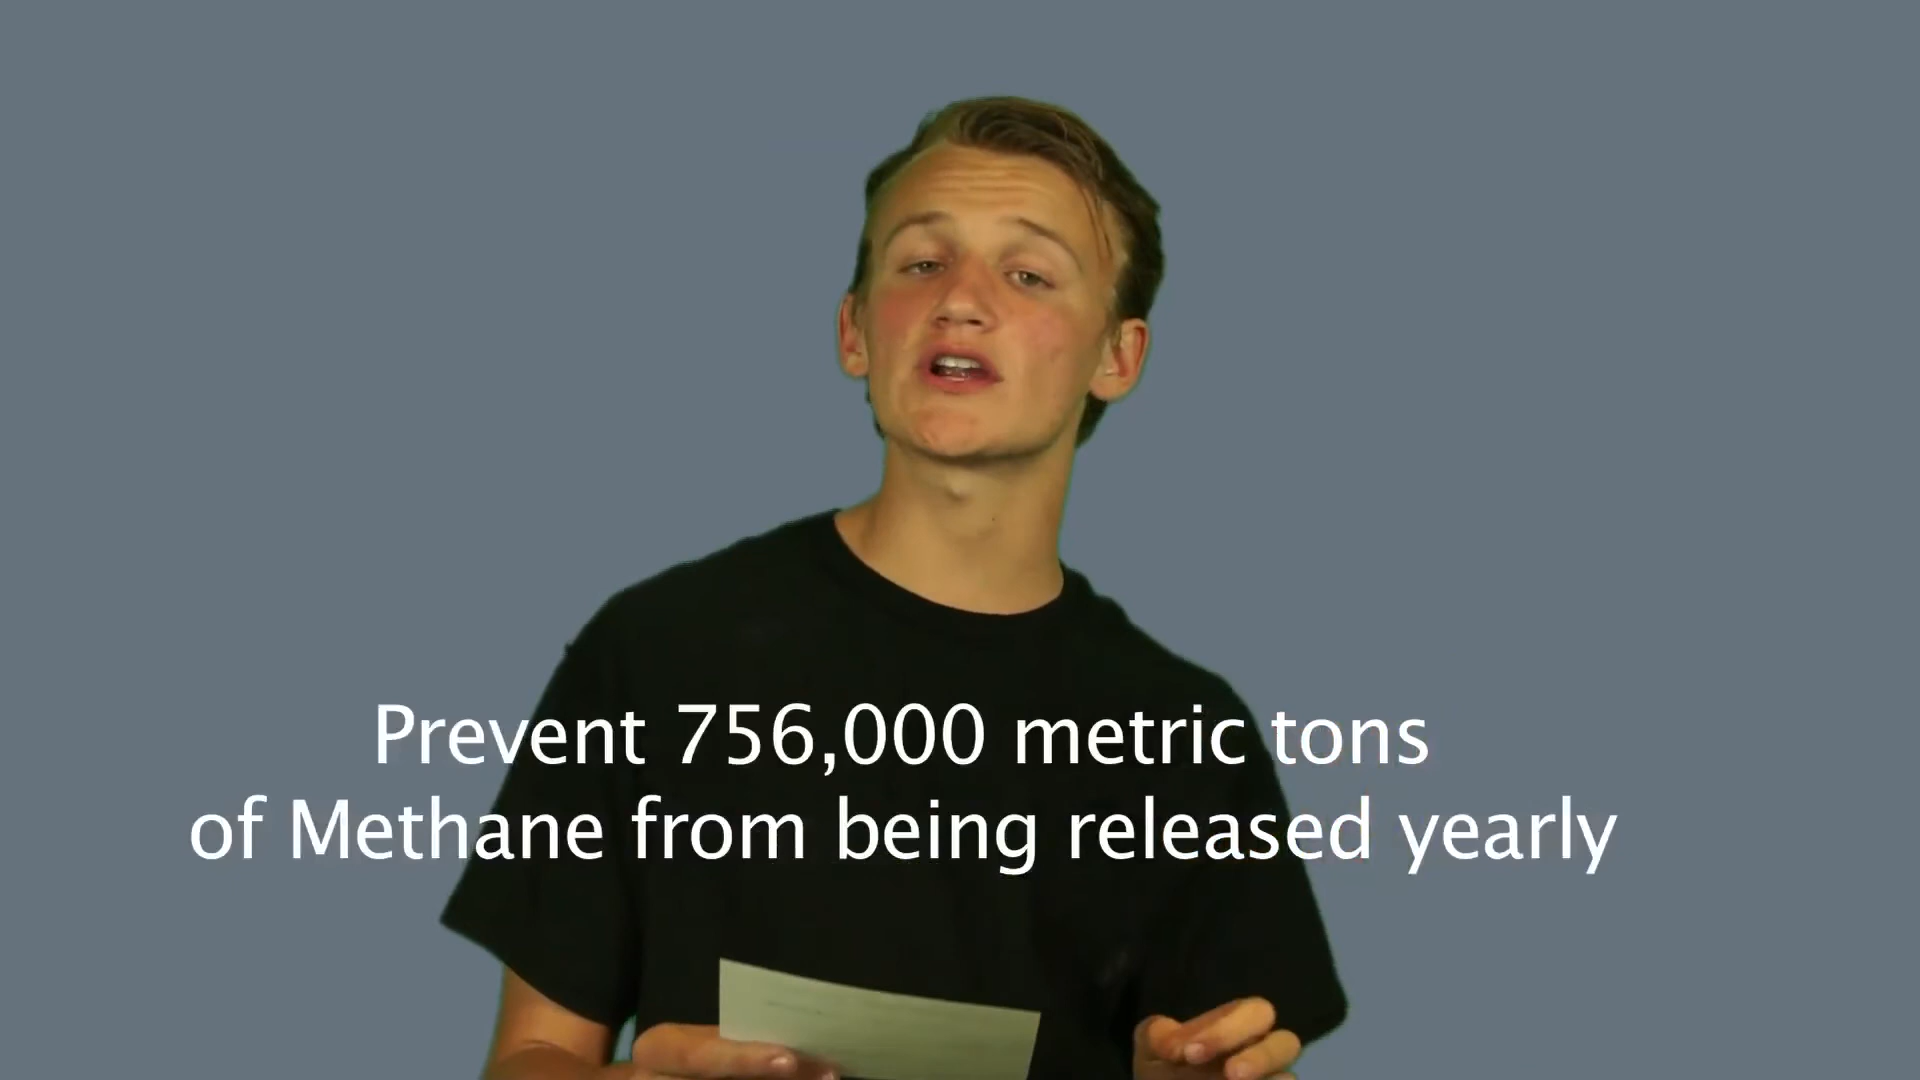 Prevent 756,000 metric tons
of Methane from being released yearly